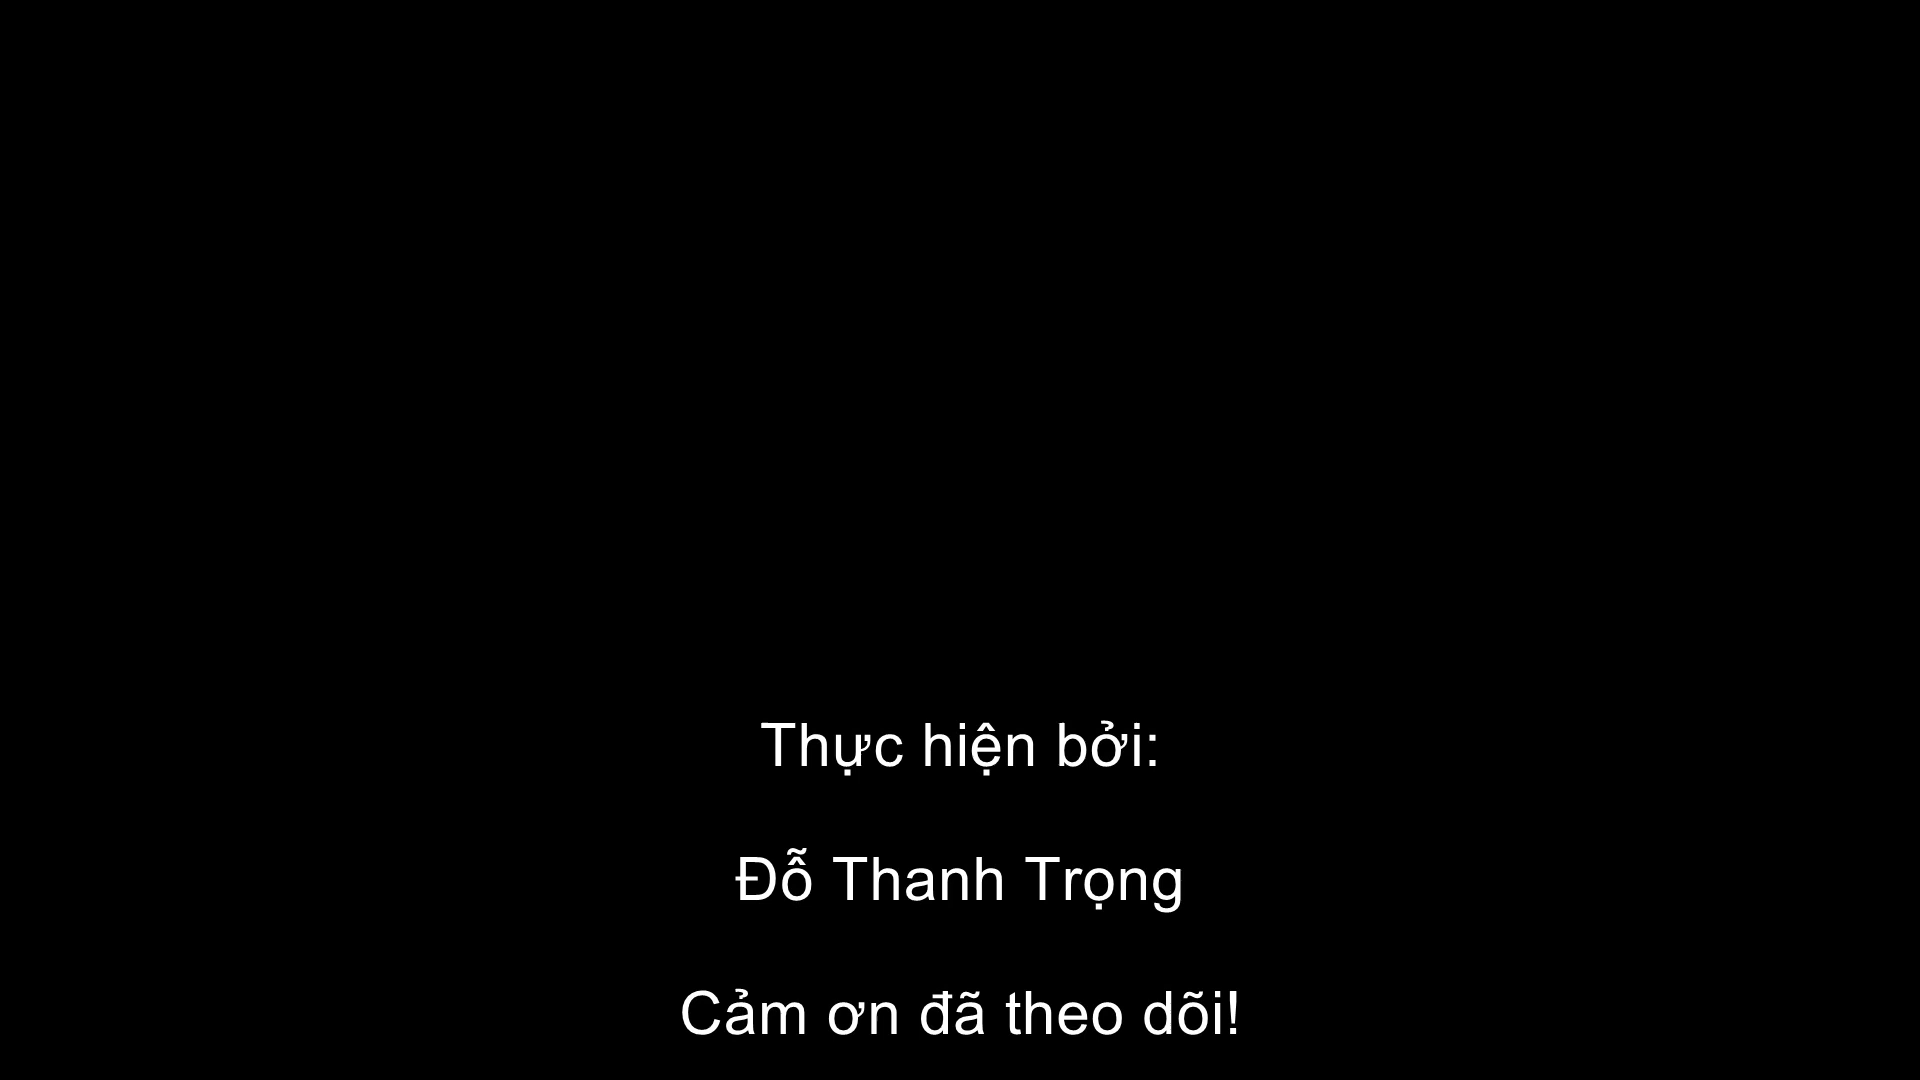 Thực hiện bởi:
Đỗ Thanh Trọng
Cảm ơn đã theo dõi!